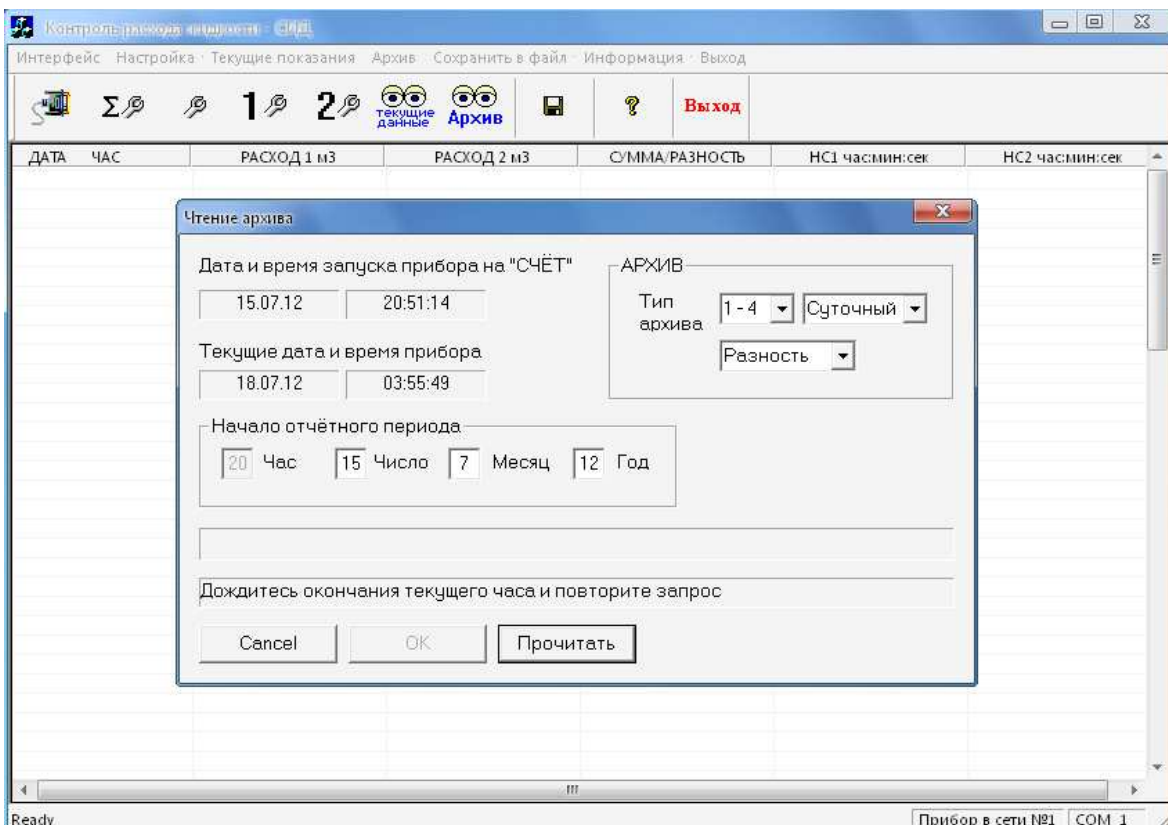 Контроль расхода жидкости - СИД
Интерфейс Настройка Текущие показания Архив Сохранить в файл Информация Выход
Σ 1 2 текущие данные Архив ? Выход
ДАТА ЧАС РАСХОД 1 м3 РАСХОД 2 м3 СУММА/РАЗНОСТЬ НС1 час:мин:сек НС2 час:мин:сек
Чтение архива
Дата и время запуска прибора на "СЧЁТ"
15.07.12 20:51:14
Текущие дата и время прибора
18.07.12 03:55:49
АРХИВ
Тип архива 1 - 4 Суточный
Разность
Начало отчётного периода
20 Час 15 Число 7 Месяц 12 Год
Дождитесь окончания текущего часа и повторите запрос
Cancel OK Прочитать
Ready Прибор в сети №1 COM 1